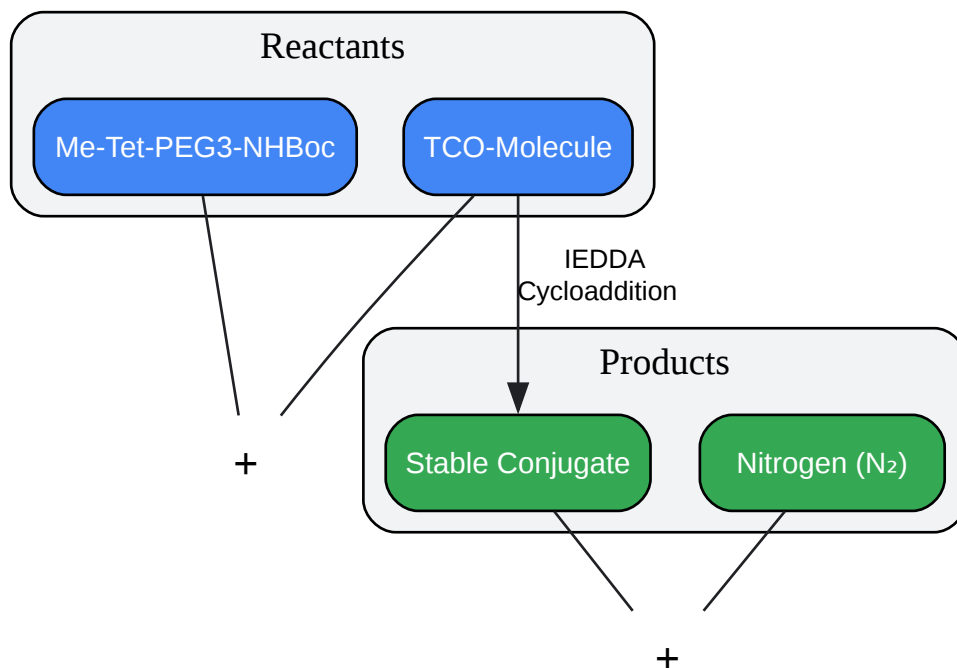 Reactants
Me-Tet-PEG3-NHBoc
TCO-Molecule
IEDDA
Cycloaddition
Products
+
Stable Conjugate
Nitrogen (N₂)
+